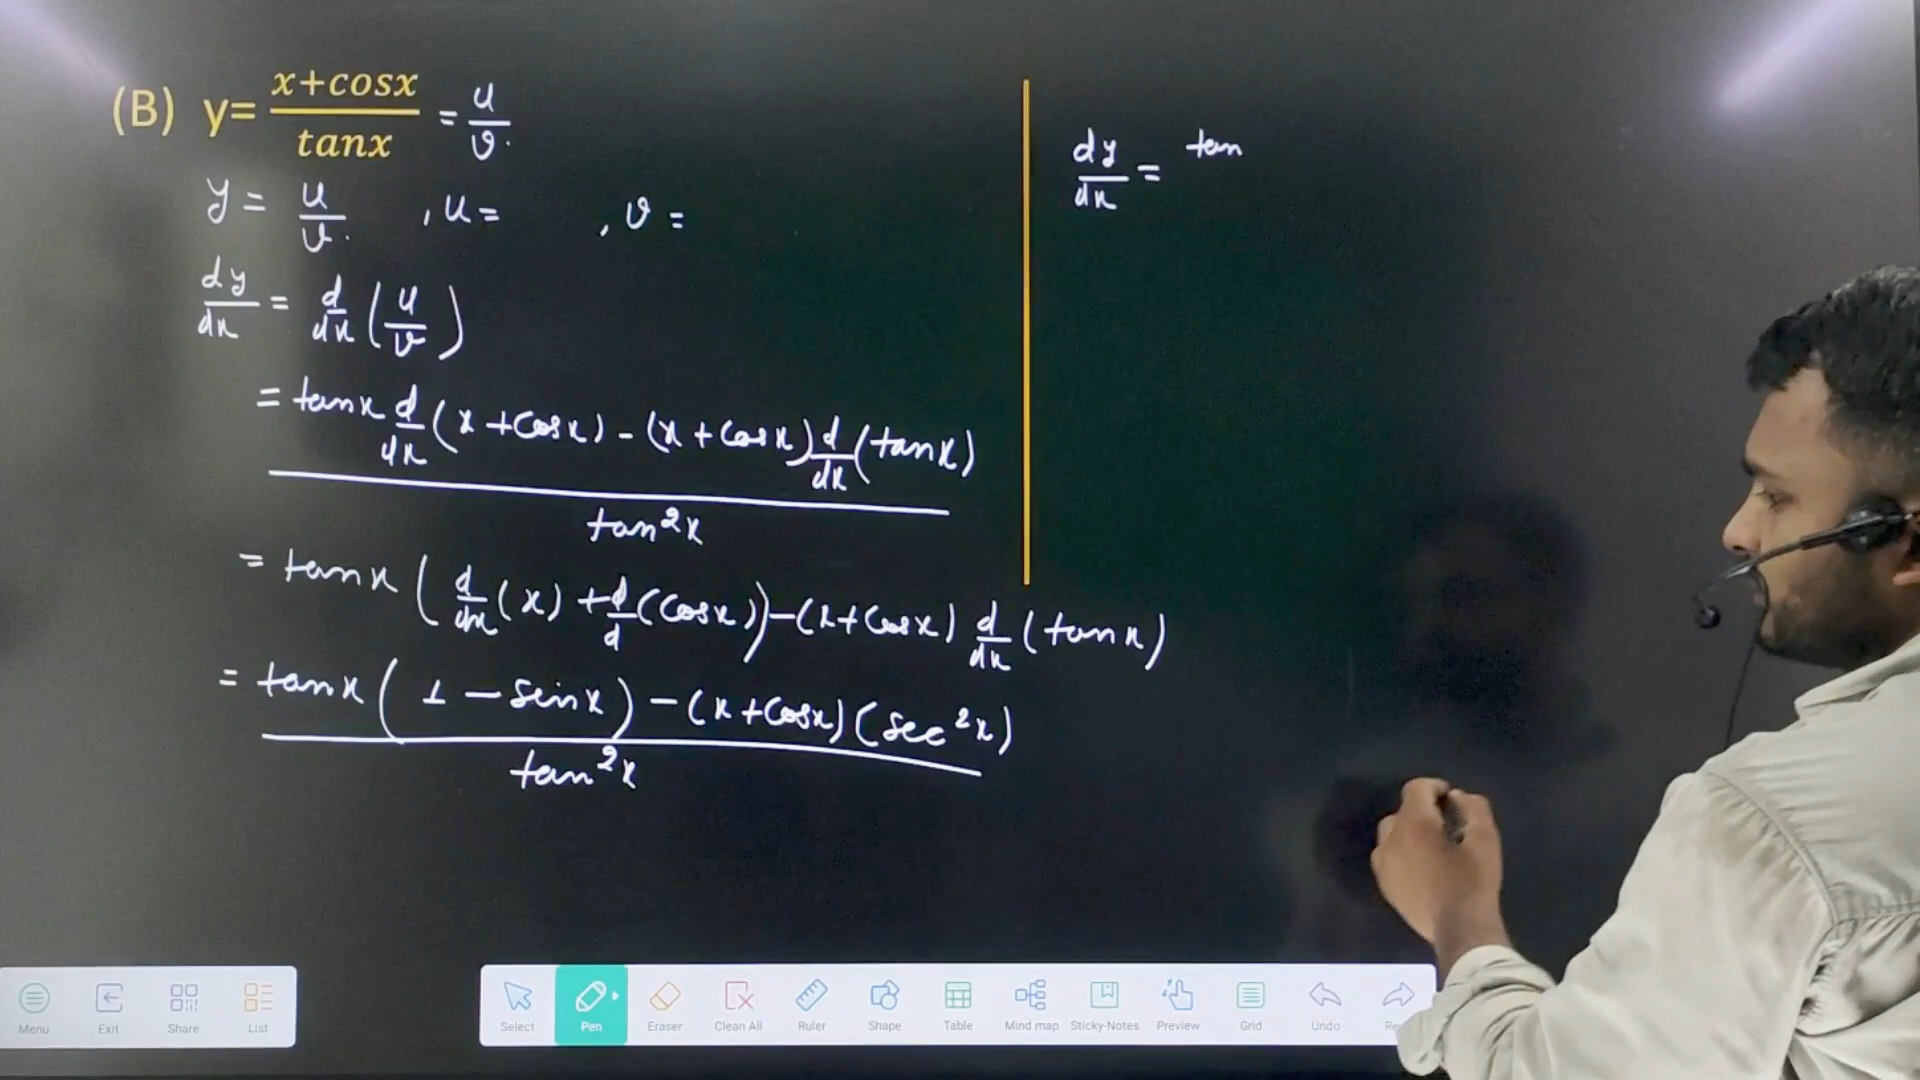 (B) y= x+cosx / tanx = u/v.
y = u/v. , u = , v =
dy/dx = d/dx (u/v)
= tanx d/dx (x + cosx) - (x + cosx) d/dx (tanx)
tan²x
= tanx ( d/dx (x) + d/d (cosx)) - (x + cosx) d/dx (tanx)
= tanx ( 1 - sinx) - (x + cosx) (sec²x)
tan²x
dy/dx = tan
Menu
Exit
Share
List
Select
Pen
Eraser
Clean All
Ruler
Shape
Table
Mind map
Sticky-Notes
Preview
Grid
Undo